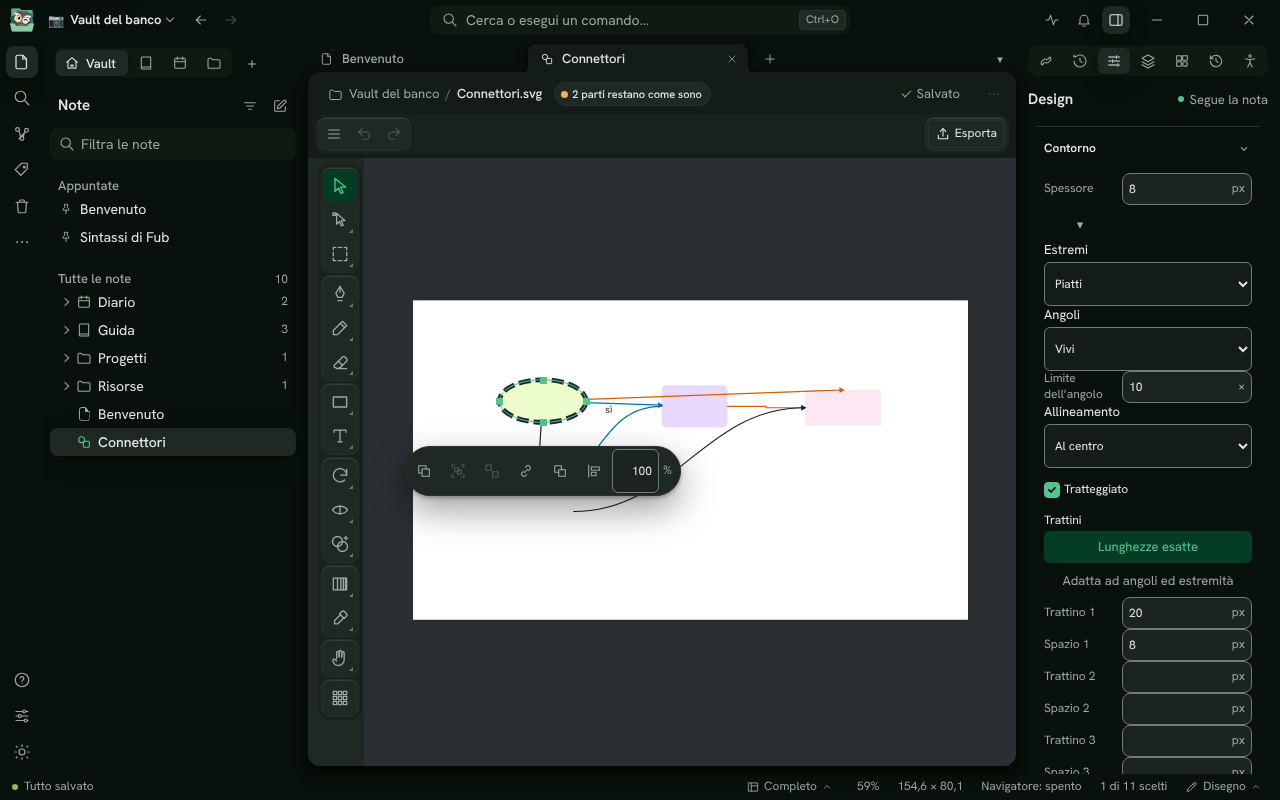 Vault del banco
Cerca o esegui un comando...
Ctrl+O
Vault
Benvenuto
Connettori
Note
Vault del banco / Connettori.svg
2 parti restano come sono
Salvato
Design
Segue la nota
Esporta
Filtra le note
Appuntate
Benvenuto
Sintassi di Fub
Tutte le note
10
Diario
2
Guida
3
Progetti
1
Risorse
1
Benvenuto
Connettori
sì
100
%
Contorno
Spessore
8
px
Estremi
Piatti
Angoli
Vivi
Limite dell'angolo
10
×
Allineamento
Al centro
Tratteggiato
Trattini
Lunghezze esatte
Adatta ad angoli ed estremità
Trattino 1
20
px
Spazio 1
8
px
Trattino 2
px
Spazio 2
px
Trattino 3
px
Spazio 3
px
Tutto salvato
Completo
59%
154,6 × 80,1
Navigatore: spento
1 di 11 scelti
Disegno